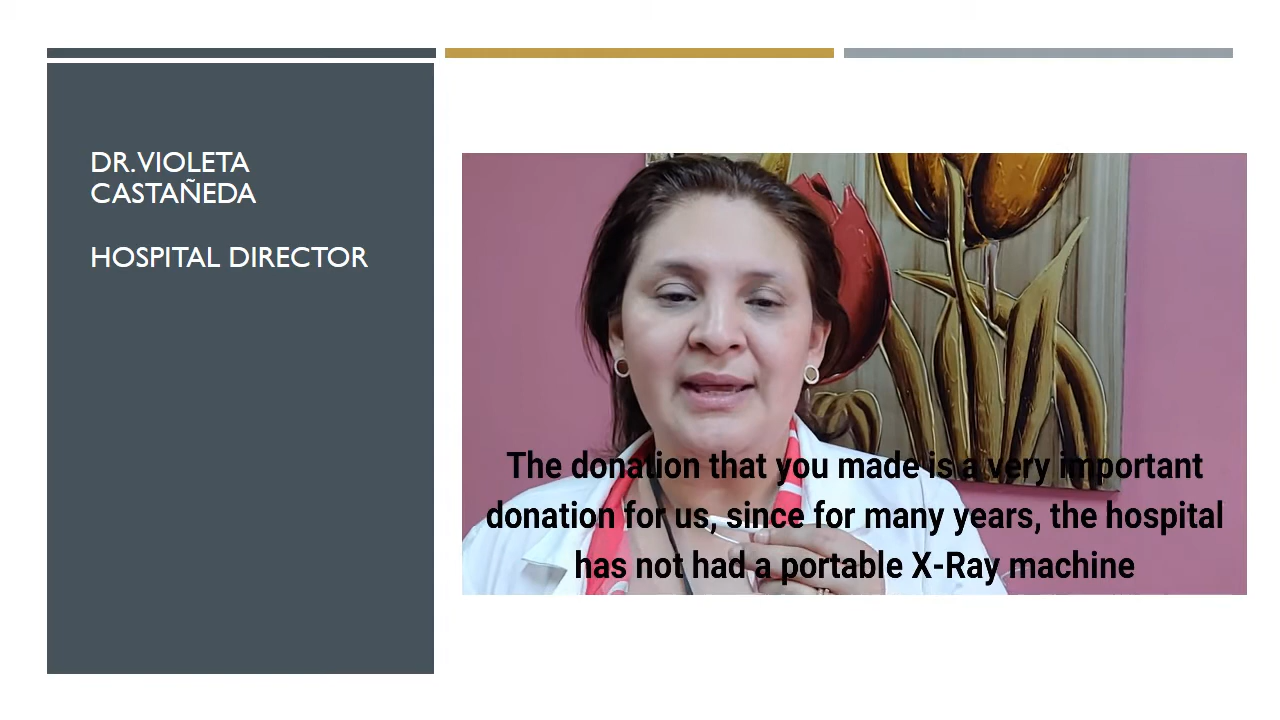 DR. VIOLETA
CASTAÑEDA
HOSPITAL DIRECTOR
The donation that you made is a very important
donation for us, since for many years, the hospital
has not had a portable X-Ray machine